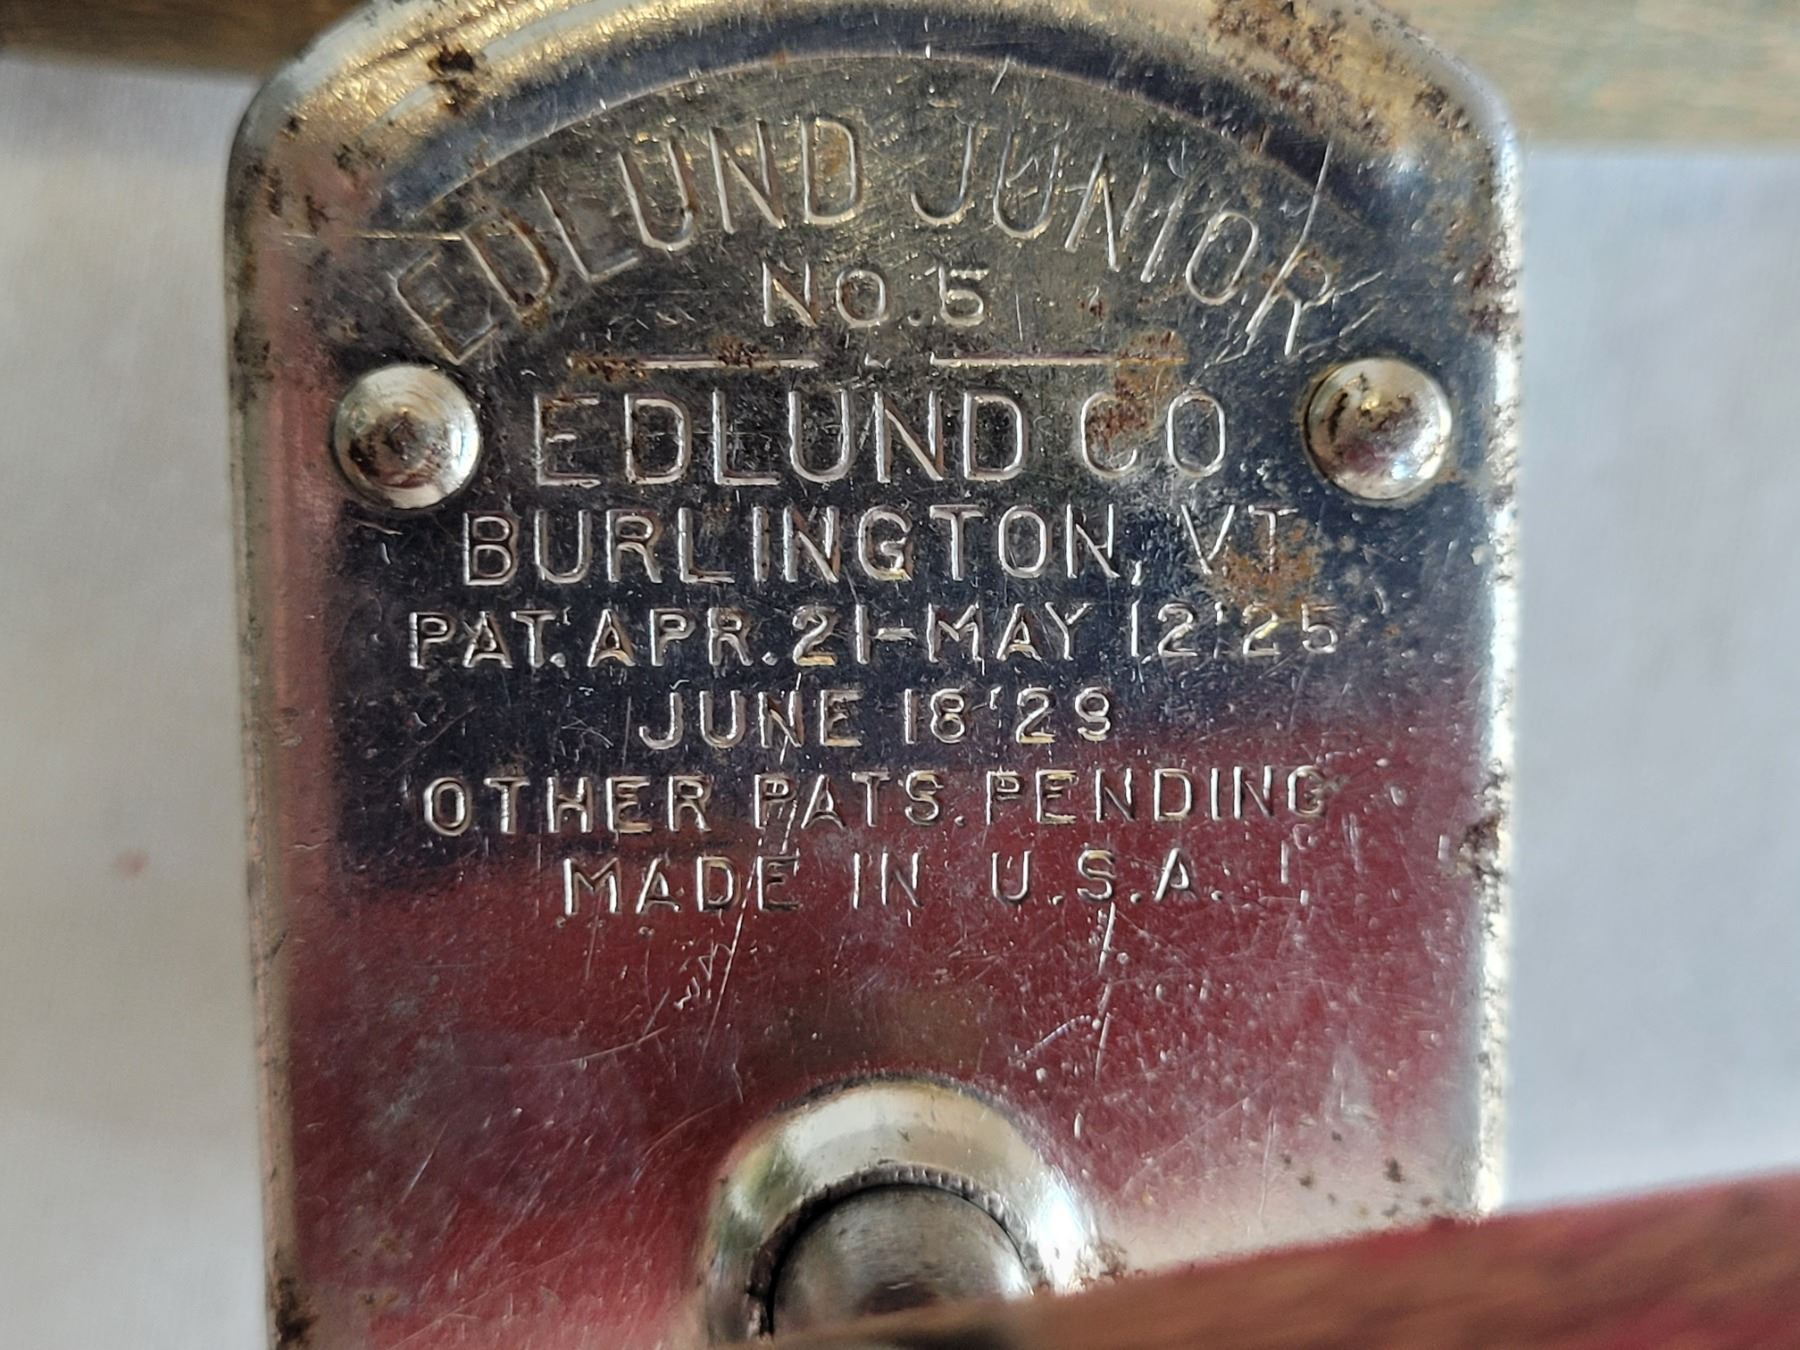 EDLUND JUNIOR
NO.5
EDLUND CO
BURLINGTON, VT
PAT. APR. 21-MAY 12'25
JUNE 18'29
OTHER PATS. PENDING
MADE IN U.S.A.